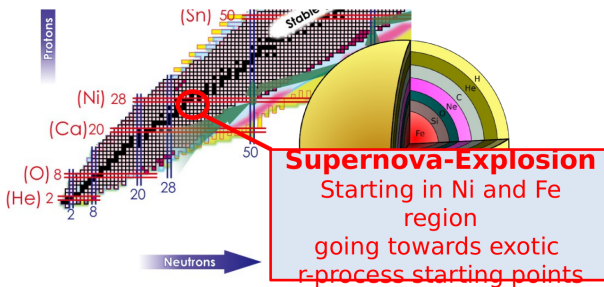 Protons
(Sn) 50
Stable
(Ni) 28
(Ca) 20
(O) 8
(He) 2
2
8
20
28
50
Neutrons
H
He
C
Ne
O
Si
Fe
Supernova-Explosion
Starting in Ni and Fe
region
going towards exotic
r-process starting points